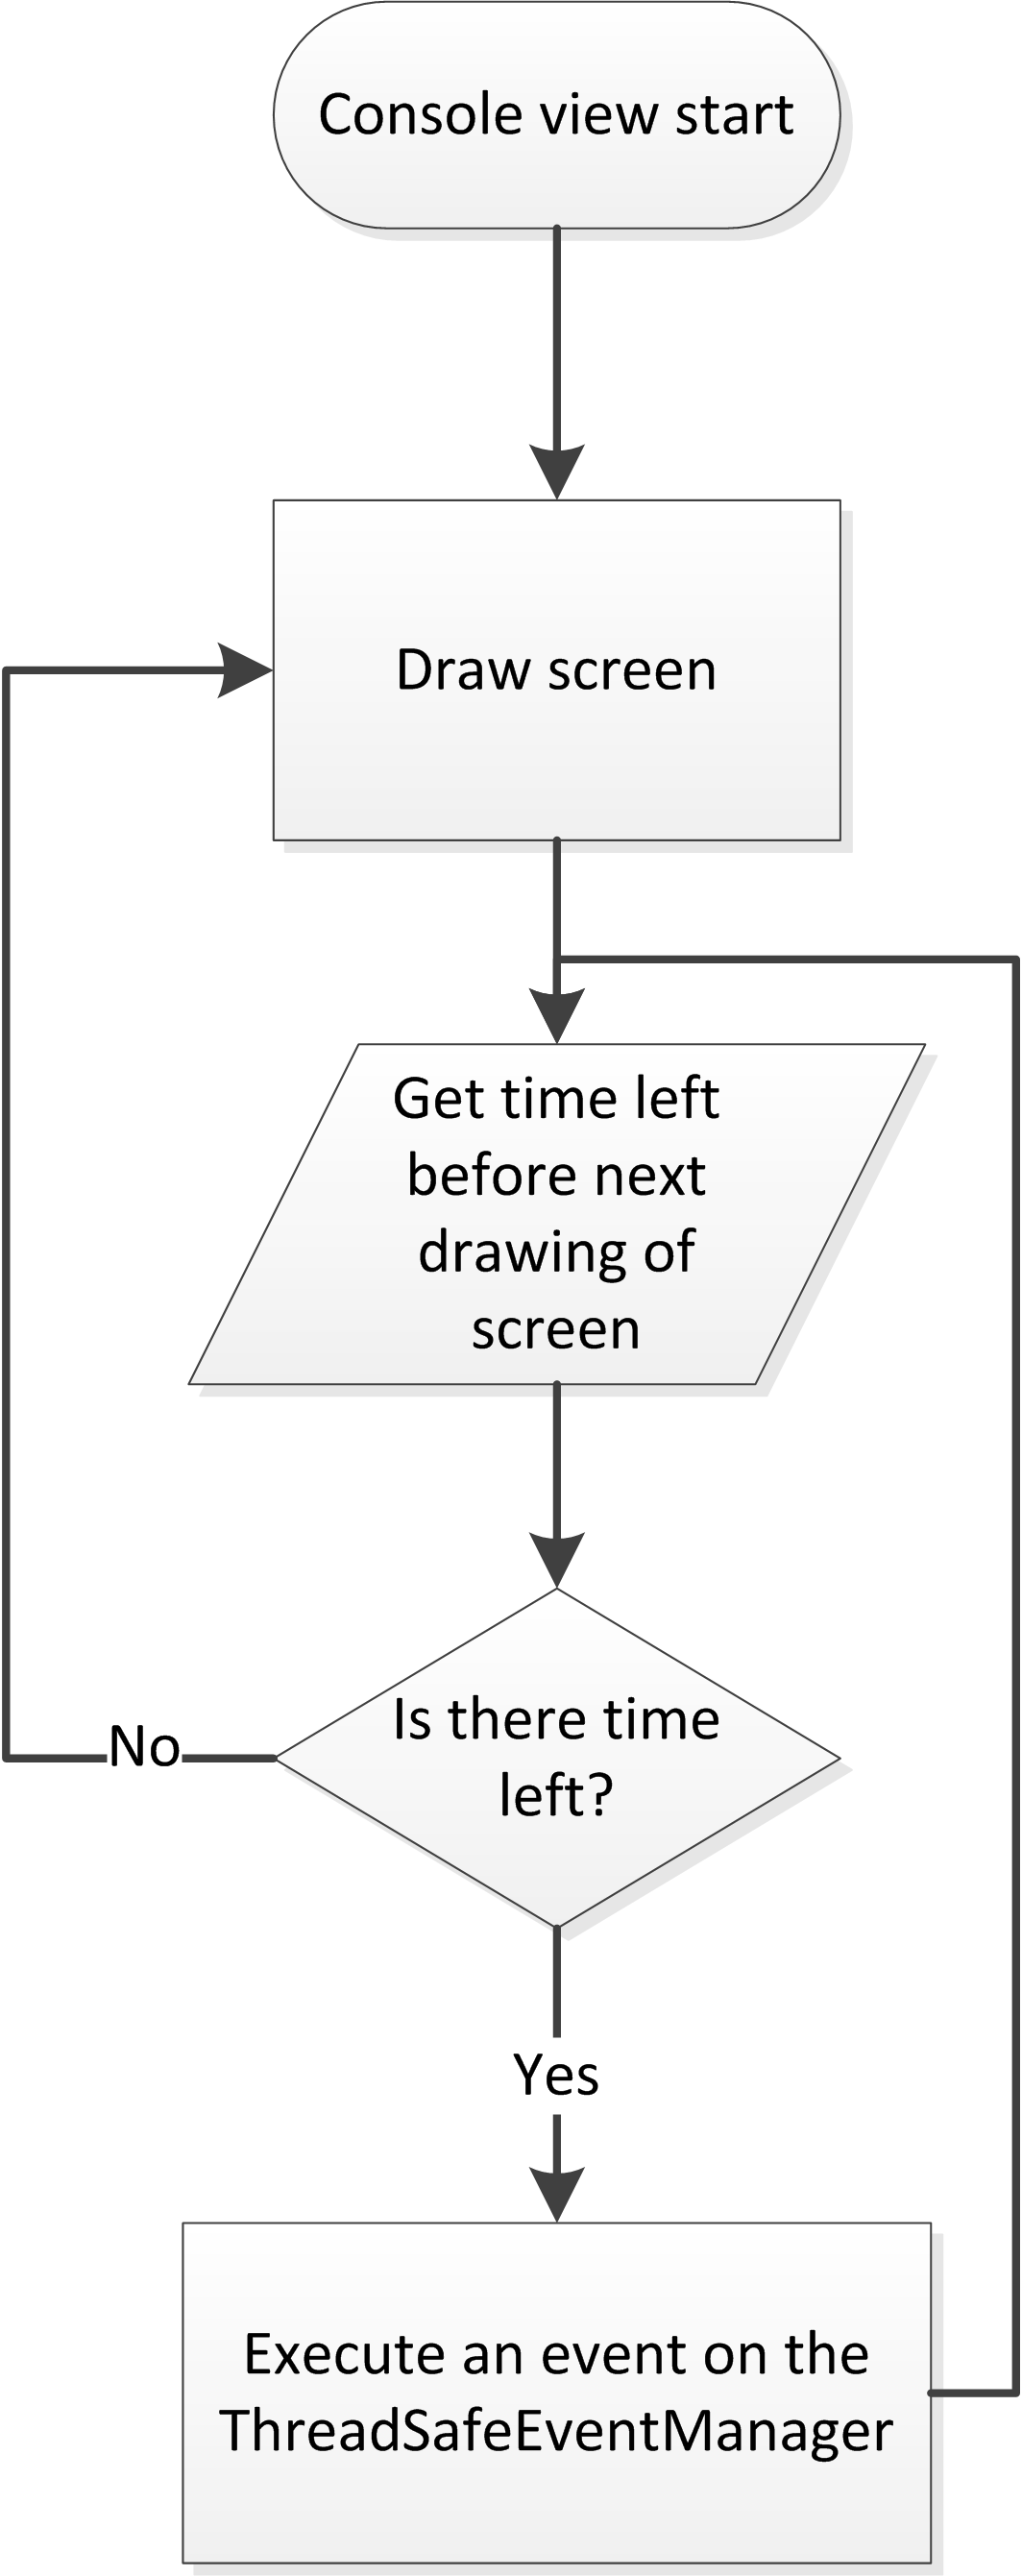 Console view start
Draw screen
Get time left
before next
drawing of
screen
Is there time
left?
No
Yes
Execute an event on the
ThreadSafeEventManager